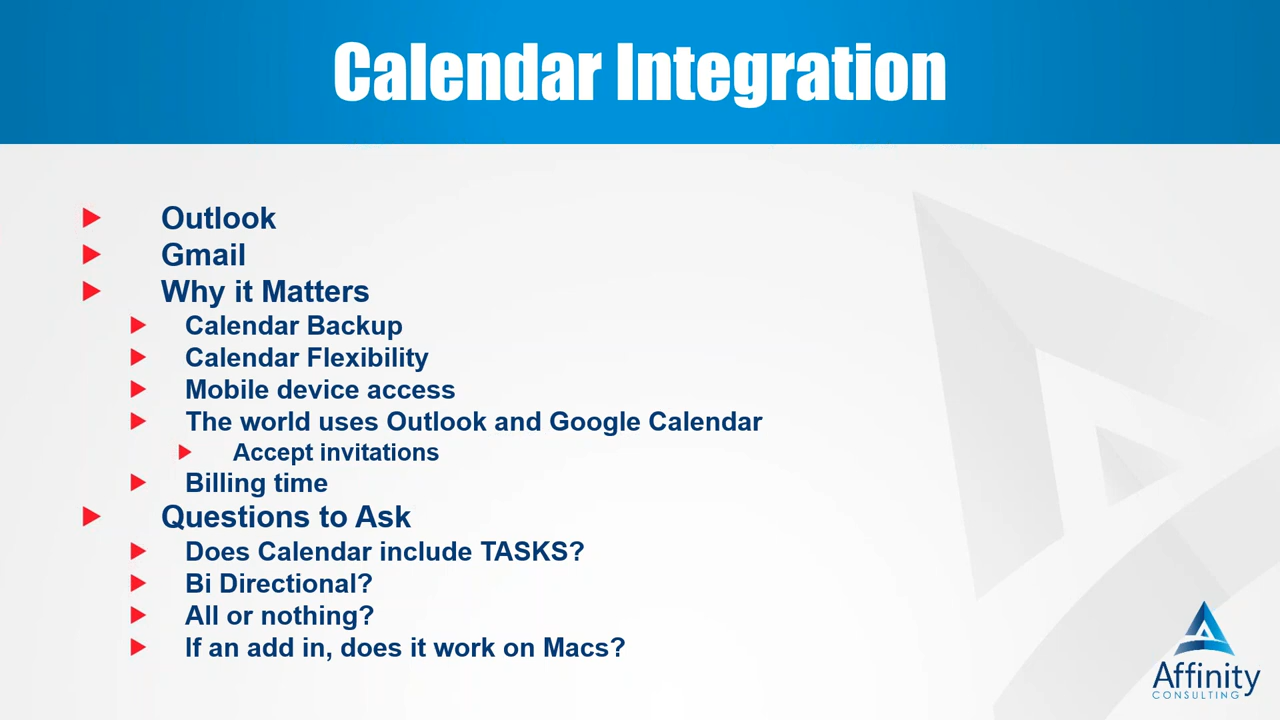 Calendar Integration
Outlook
Gmail
Why it Matters
Calendar Backup
Calendar Flexibility
Mobile device access
The world uses Outlook and Google Calendar
Accept invitations
Billing time
Questions to Ask
Does Calendar include TASKS?
Bi Directional?
All or nothing?
If an add in, does it work on Macs?
Affinity
CONSULTING